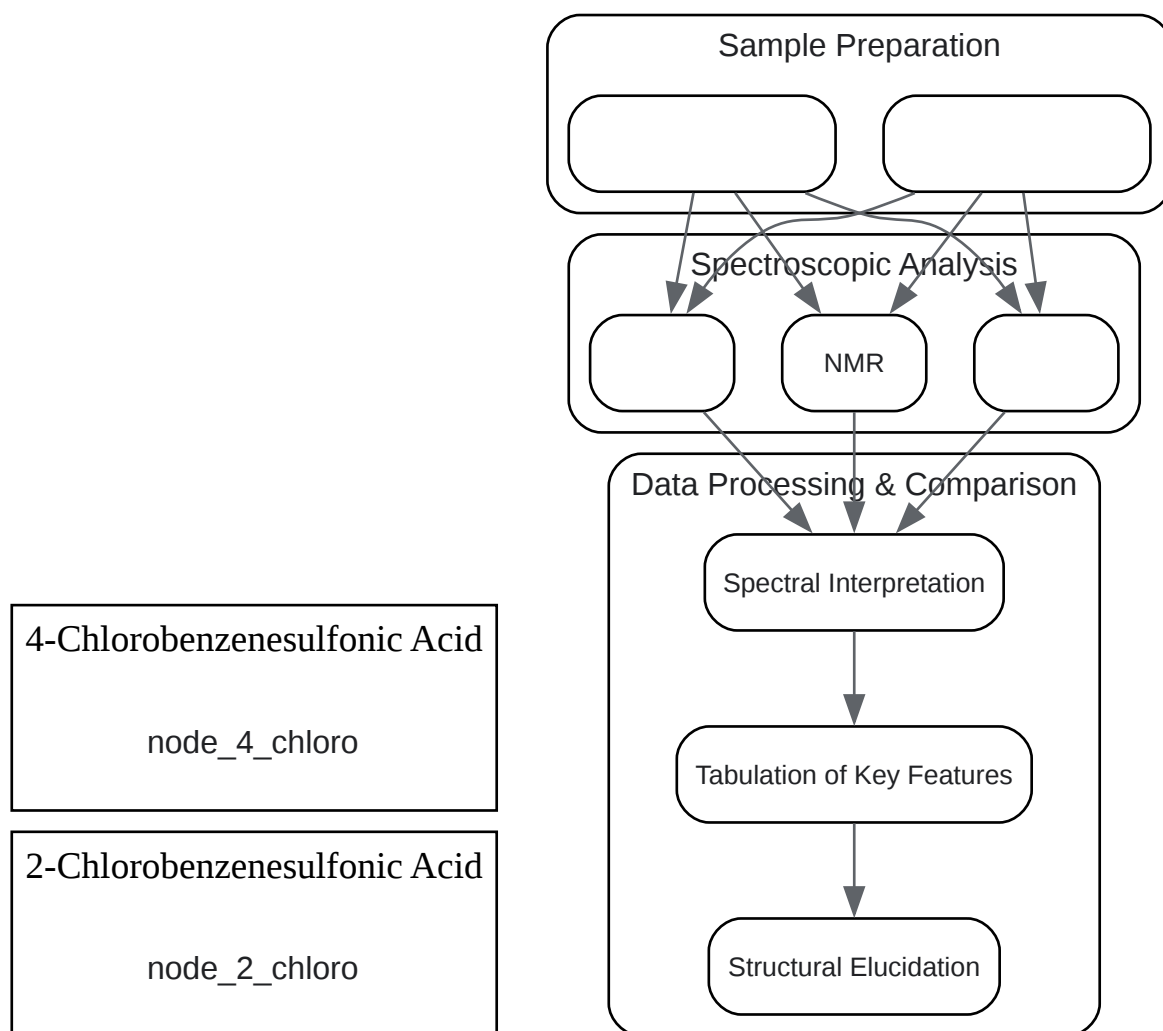 Sample Preparation
Spectroscopic Analysis
NMR
Data Processing & Comparison
Spectral Interpretation
4-Chlorobenzenesulfonic Acid
node_4_chloro
Tabulation of Key Features
2-Chlorobenzenesulfonic Acid
node_2_chloro
Structural Elucidation